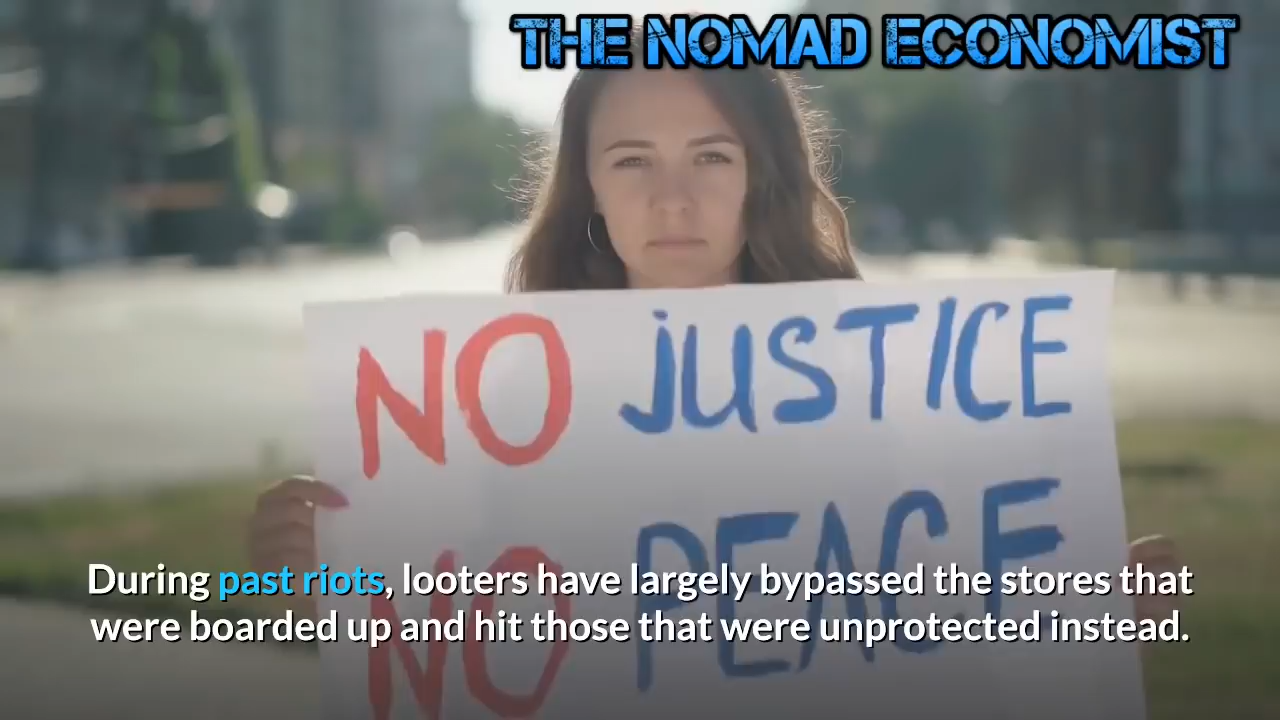 THE NOMAD ECONOMIST
NO JUSTICE
NO PEACE
During past riots, looters have largely bypassed the stores that
were boarded up and hit those that were unprotected instead.